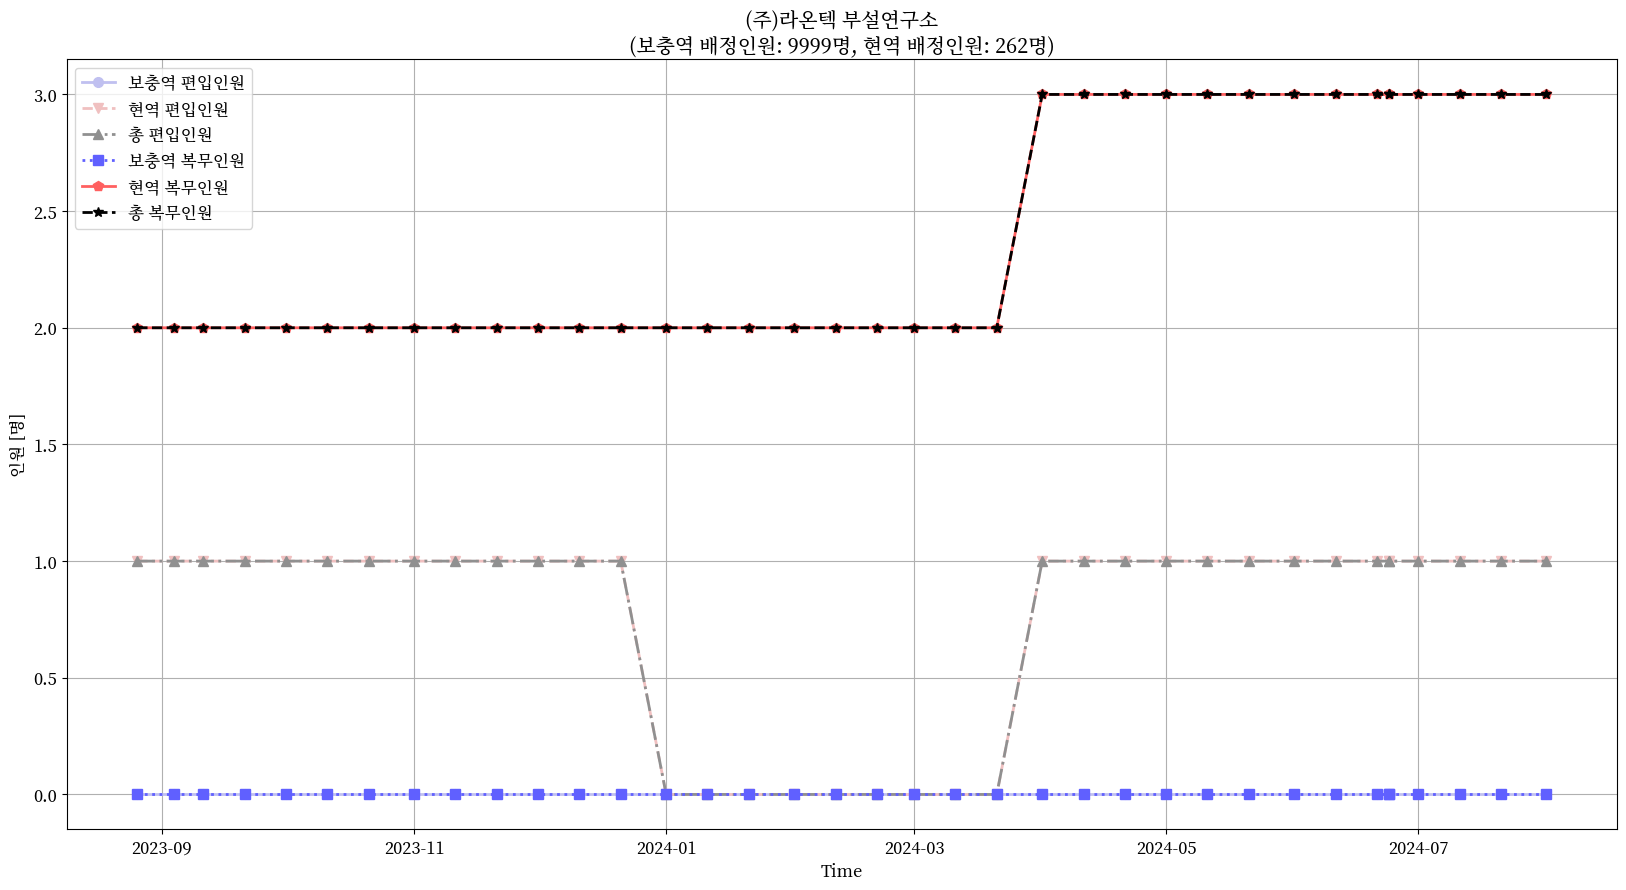 (주)라온텍 부설연구소
(보충역 배정인원: 9999명, 현역 배정인원: 262명)
보충역 편입인원
현역 편입인원
총 편입인원
보충역 복무인원
현역 복무인원
총 복무인원
3.0
2.5
2.0
1.5
1.0
0.5
0.0
인원 [명]
2023-09
2023-11
2024-01
2024-03
2024-05
2024-07
Time